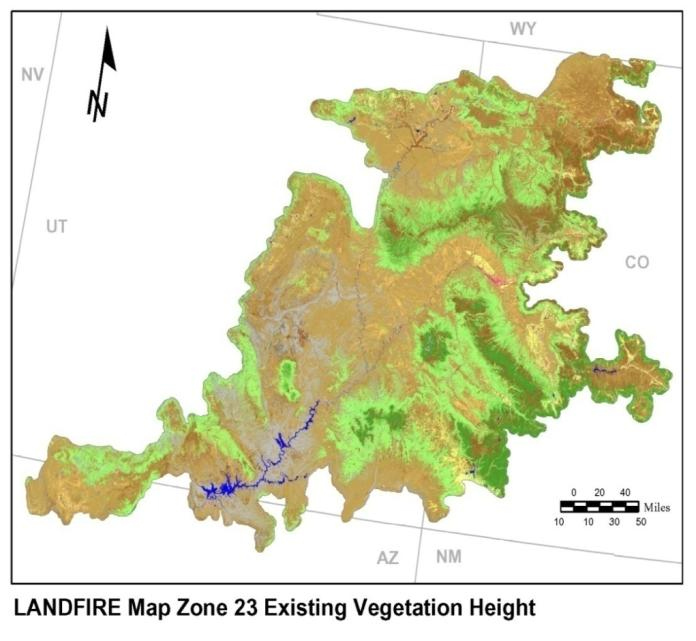 WY
NV
N
UT
CO
0 20 40
Miles
10 10 30 50
AZ NM
LANDFIRE Map Zone 23 Existing Vegetation Height